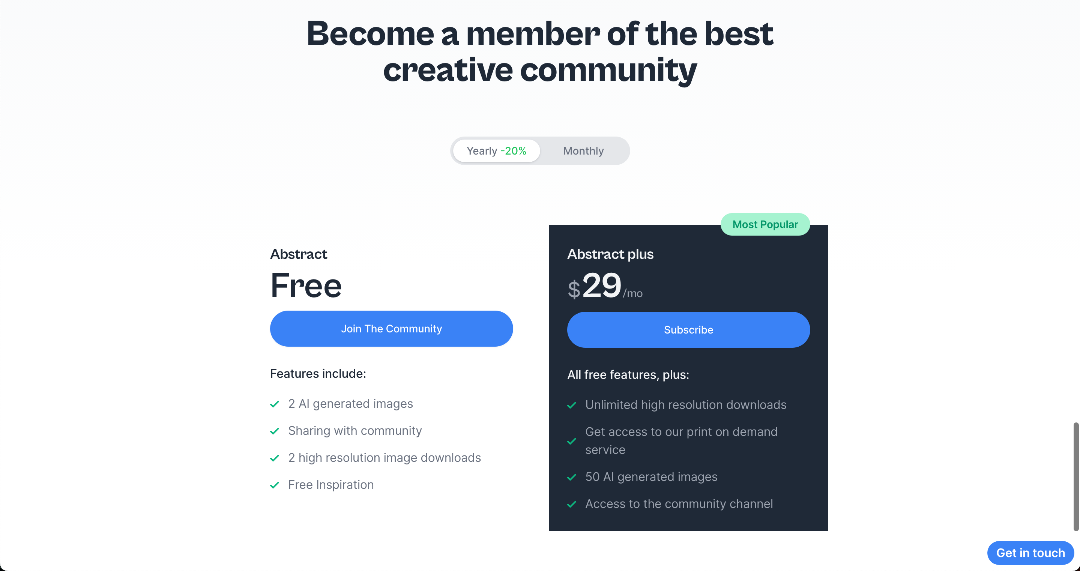 Become a member of the best
creative community
Yearly -20%
Monthly
Abstract
Free
Join The Community
Features include:
2 AI generated images
Sharing with community
2 high resolution image downloads
Free Inspiration
Most Popular
Abstract plus
$29/mo
Subscribe
All free features, plus:
Unlimited high resolution downloads
Get access to our print on demand
service
50 AI generated images
Access to the community channel
Get in touch